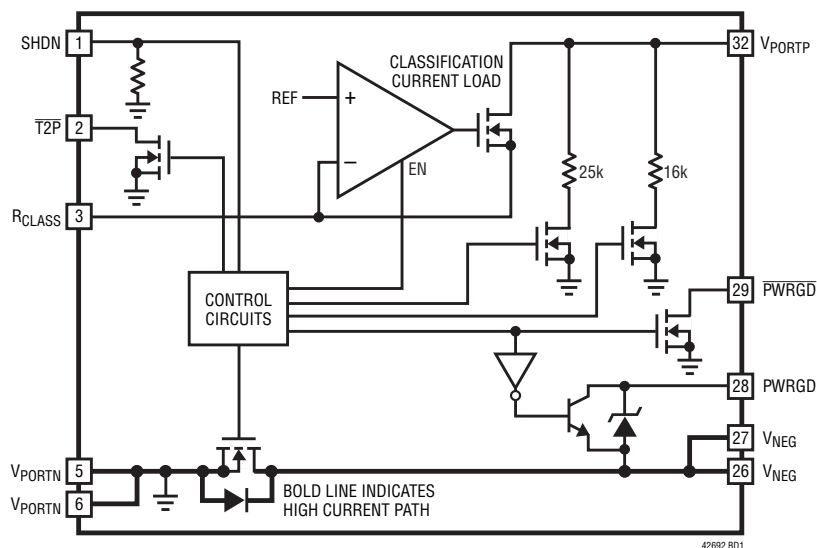 SHDN 1
32 VPORTP
CLASSIFICATION
CURRENT LOAD
REF
+
−
EN
T2P 2
25k
16k
RCLASS 3
CONTROL
CIRCUITS
29 PWRGD
28 PWRGD
27 VNEG
26 VNEG
VPORTN 5
VPORTN 6
BOLD LINE INDICATES
HIGH CURRENT PATH
42692 BD1